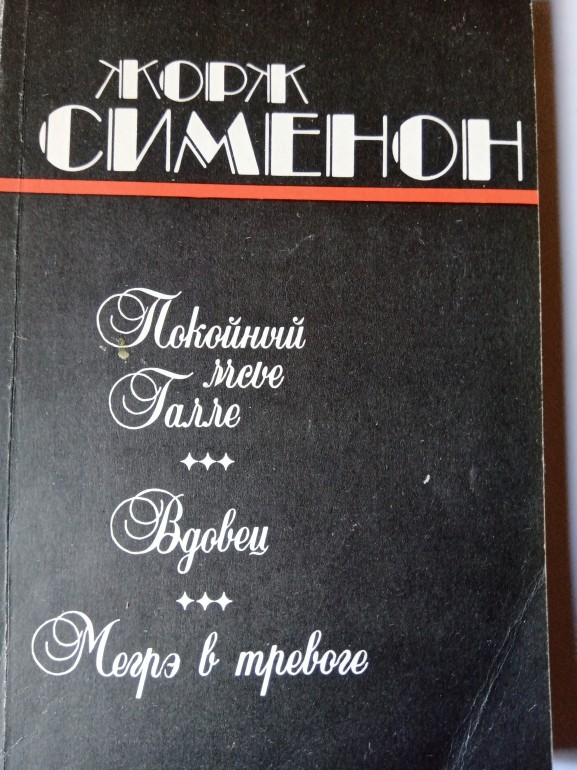 ЖОРЖ
СИМЕНОН
Покойный
мсье
Галле
Вдовец
Мегрэ в тревоге